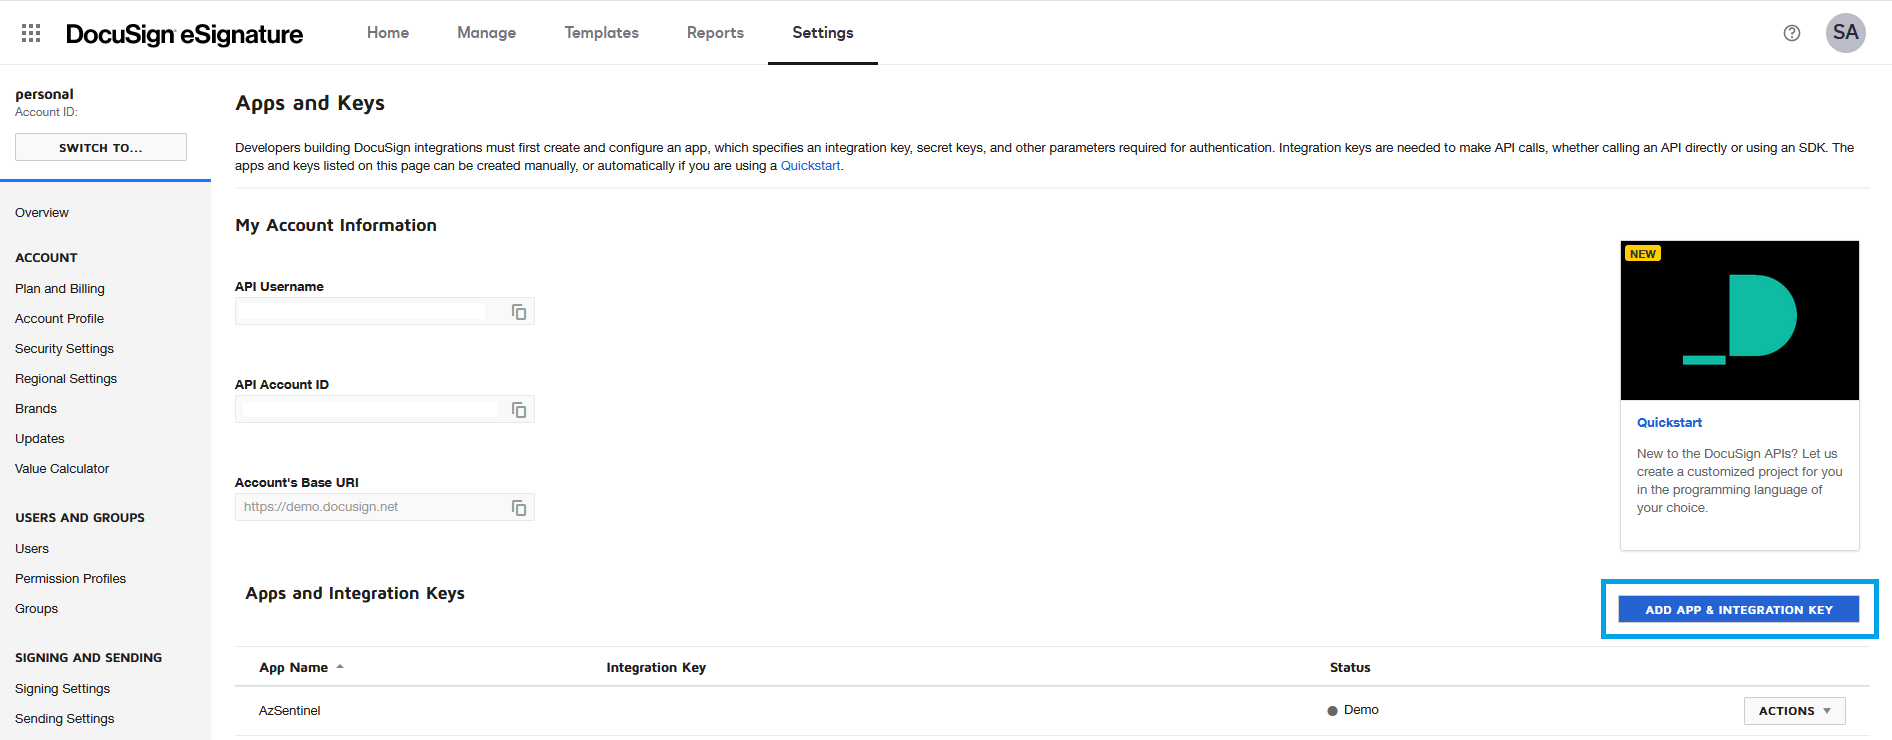 DocuSign eSignature
Home
Manage
Templates
Reports
Settings
SA
personal
Account ID:
SWITCH TO...
Overview
ACCOUNT
Plan and Billing
Account Profile
Security Settings
Regional Settings
Brands
Updates
Value Calculator
USERS AND GROUPS
Users
Permission Profiles
Groups
SIGNING AND SENDING
Signing Settings
Sending Settings
Apps and Keys
Developers building DocuSign integrations must first create and configure an app, which specifies an integration key, secret keys, and other parameters required for authentication. Integration keys are needed to make API calls, whether calling an API directly or using an SDK. The
apps and keys listed on this page can be created manually, or automatically if you are using a Quickstart.
My Account Information
API Username
API Account ID
Account's Base URI
https://demo.docusign.net
NEW
Quickstart
New to the DocuSign APIs? Let us
create a customized project for you
in the programming language of
your choice.
Apps and Integration Keys
ADD APP & INTEGRATION KEY
App Name
Integration Key
Status
AzSentinel
Demo
ACTIONS